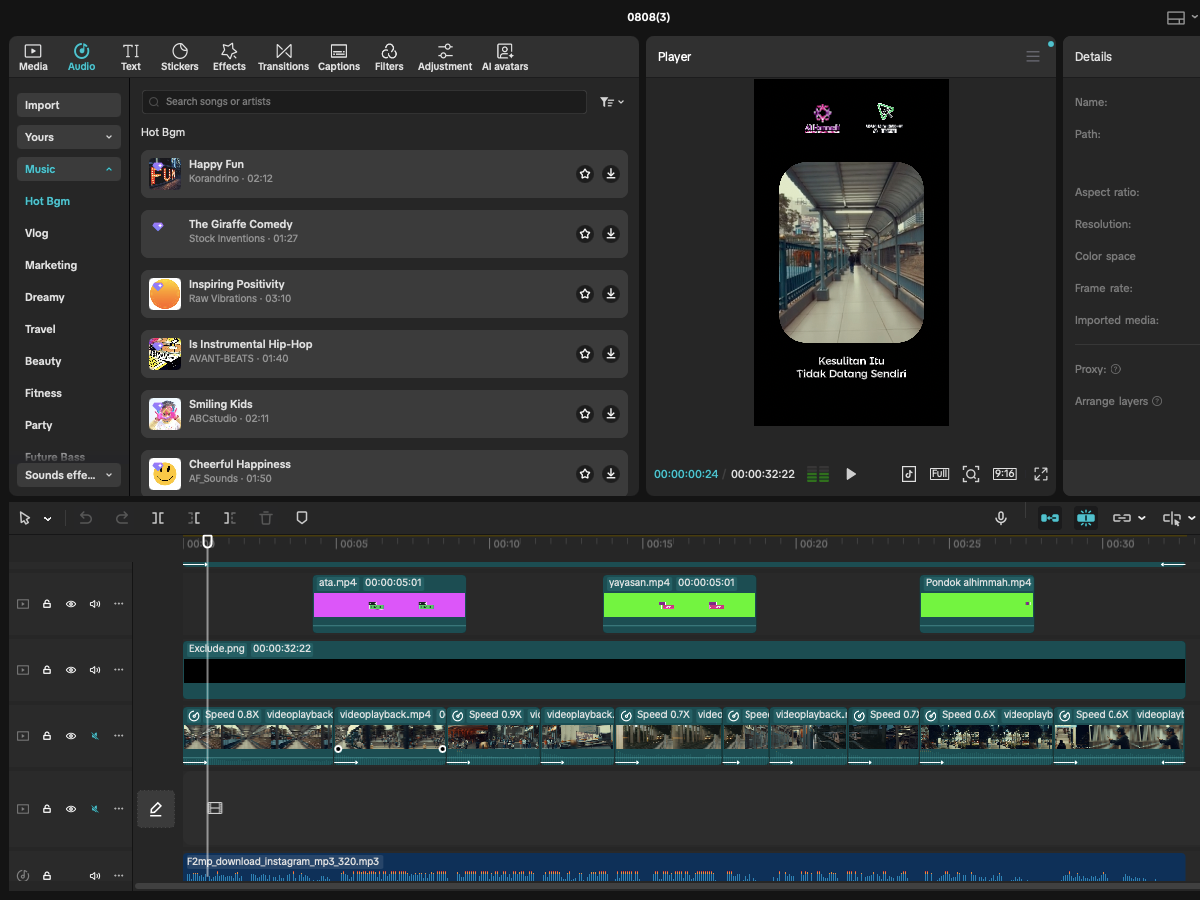 0808(3)
Media Audio Text Stickers Effects Transitions Captions Filters Adjustment AI avatars
Import
Yours
Music
Hot Bgm
Vlog
Marketing
Dreamy
Travel
Beauty
Fitness
Party
Future Bass
Sounds effe...
Search songs or artists
Hot Bgm
FUN
Happy Fun
Korandrino · 02:12
The Giraffe Comedy
Stock Inventions · 01:27
Inspiring Positivity
Raw Vibrations · 03:10
Is Instrumental Hip-Hop
AVANT-BEATS · 01:40
Smiling Kids
ABCstudio · 02:11
Cheerful Happiness
AF_Sounds · 01:50
Player
Kesulitan Itu
Tidak Datang Sendiri
00:00:00:24 / 00:00:32:22
Full
9:16
Details
Name:
Path:
Aspect ratio:
Resolution:
Color space
Frame rate:
Imported media:
Proxy:
Arrange layers
00:05 00:10 00:15 00:20 00:25 00:30
ata.mp4 00:00:05:01 yayasan.mp4 00:00:05:01 Pondok alhimmah.mp4
Exclude.png 00:00:32:22
Speed 0.8X videoplayback videoplayback.mp4 0 Speed 0.9X vid videoplayback. Speed 0.7X video Speed videoplayback. Speed 0.7X Speed 0.6X videoplayb Speed 0.6X videoplayb
F2mp_download_instagram_mp3_320.mp3